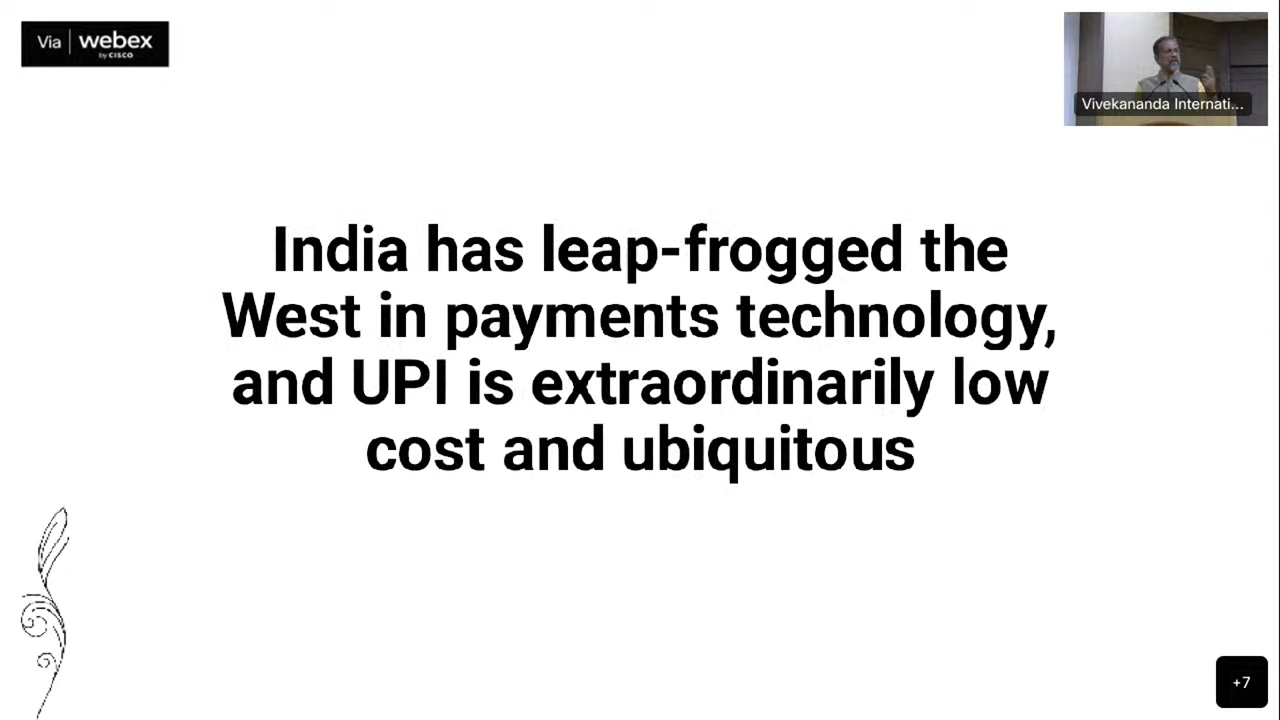 Via webex
by CISCO
Vivekananda Internati...
India has leap-frogged the
West in payments technology,
and UPI is extraordinarily low
cost and ubiquitous
+7